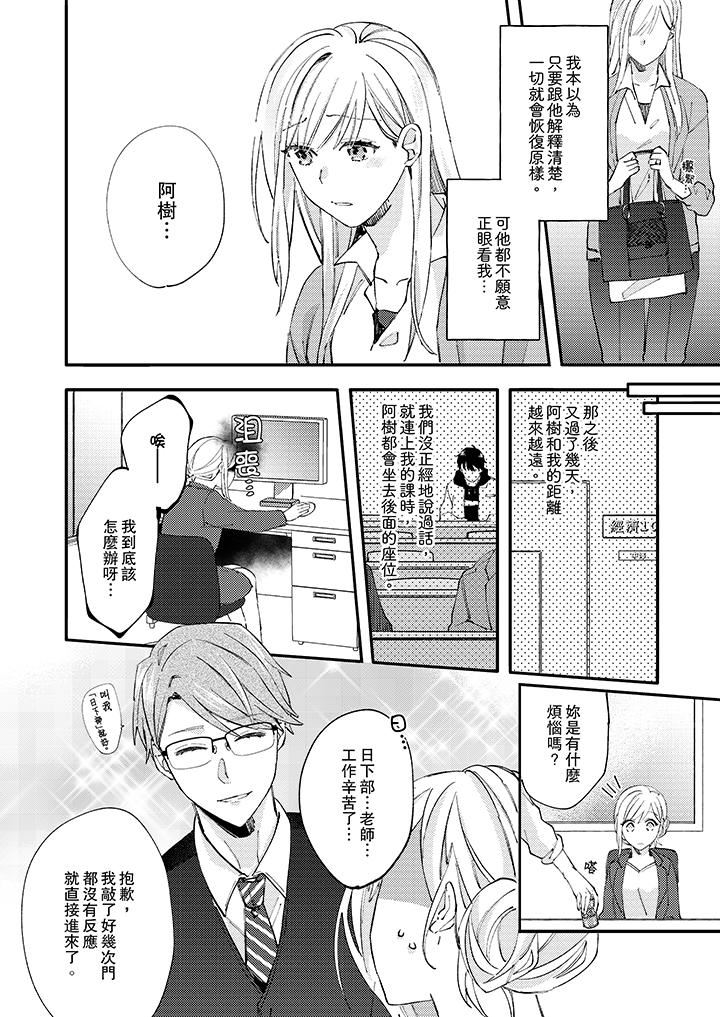 我本以為
只要跟他解釋清楚，
一切就會恢復原樣。
可他都不願意
正眼看我…
阿樹…
那之後
又過了幾天，
阿樹和我的距離
越來越遠。
我們沒正經地說過話，
就連上我的課時，
阿樹都會坐去後面的座位。
沮喪…
唉
我到底該
怎麼辦呀…
妳是有什麼
煩惱嗎？
喀
日…
日下部…老師…
工作辛苦了…
叫我
「日下弟」就好。
抱歉，
我敲了好幾次門
都沒有反應
就直接進來了。